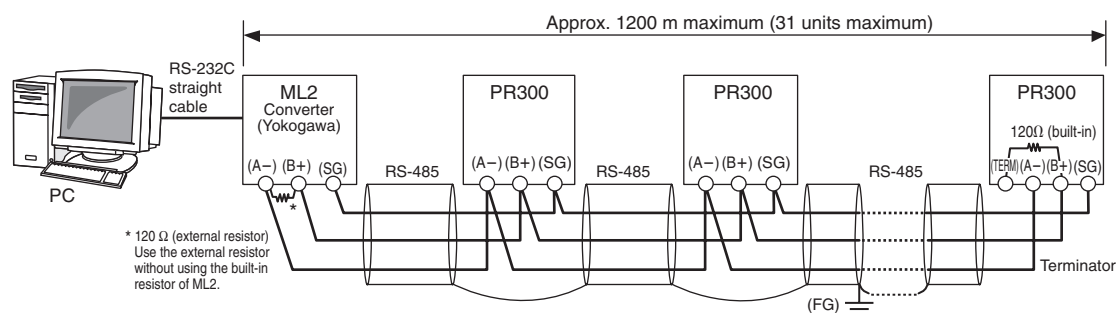 Approx. 1200 m maximum (31 units maximum)
RS-232C
straight
cable
PC
ML2
Converter
(Yokogawa)
(A−) (B+) (SG)
*
* 120 Ω (external resistor)
Use the external resistor
without using the built-in
resistor of ML2.
RS-485
PR300
(A−) (B+) (SG)
RS-485
PR300
(A−) (B+) (SG)
RS-485
(FG)
PR300
120Ω (built-in)
(TERM) (A−) (B+) (SG)
Terminator